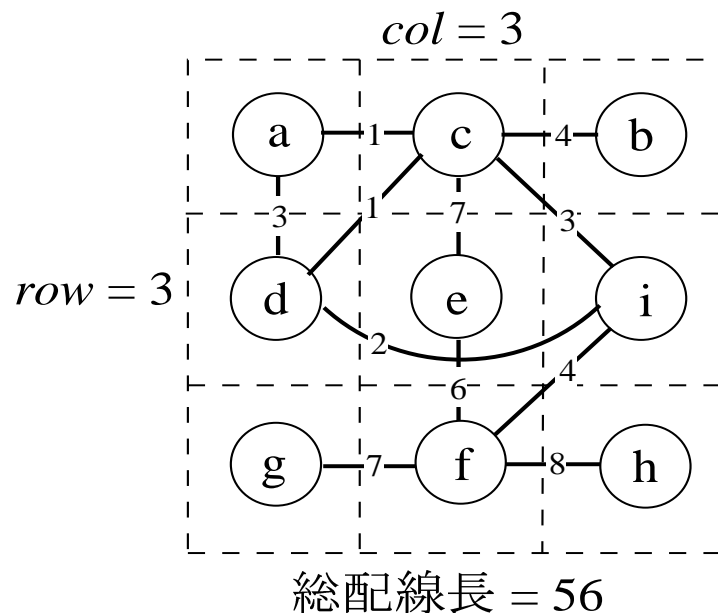 col = 3
a 1 c 4 b
3 1 7 3
row = 3 d e i
2 4
6
g 7 f 8 h
総配線長 = 56